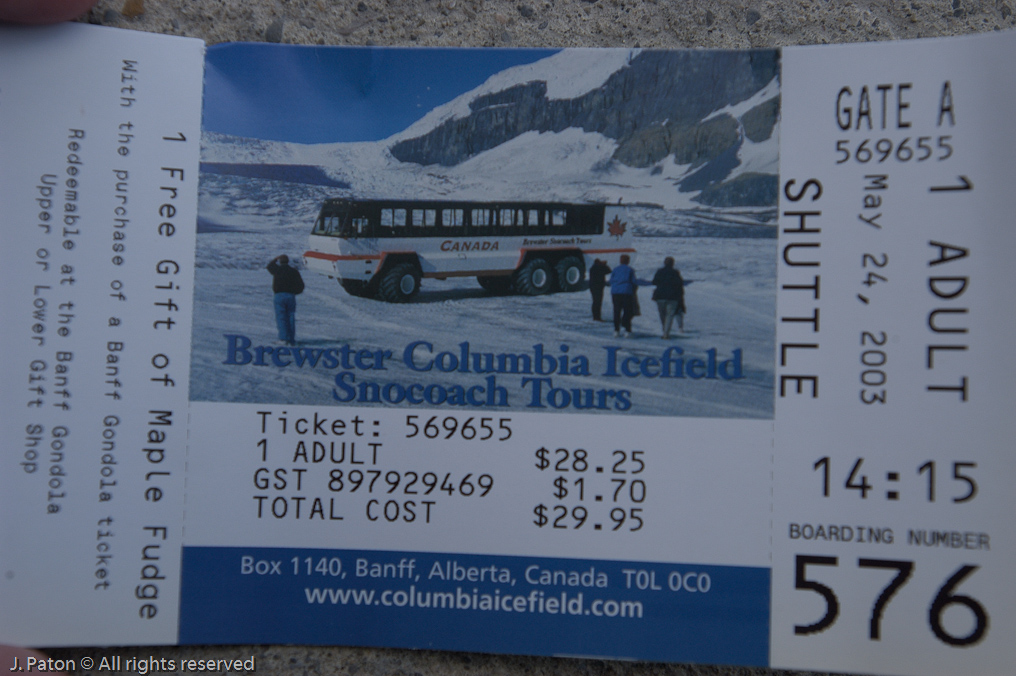 1 Free Gift of Maple Fudge
With the purchase of a Banff Gondola ticket
Redeemable at the Banff Gondola
Upper or Lower Gift Shop
CANADA
Brewster Snocoach Tours
Brewster Columbia Icefield
Snocoach Tours
Ticket: 569655
1 ADULT $28.25
GST 897929469 $1.70
TOTAL COST $29.95
Box 1140, Banff, Alberta, Canada T0L 0C0
www.columbiaicefield.com
GATE A
569655
1 ADULT
May 24, 2003
SHUTTLE
14:15
BOARDING NUMBER
576
J. Paton © All rights reserved